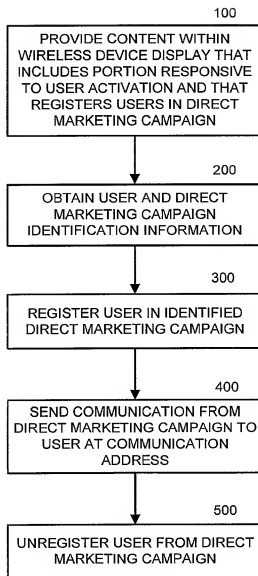 100
PROVIDE CONTENT WITHIN
WIRELESS DEVICE DISPLAY THAT
INCLUDES PORTION RESPONSIVE
TO USER ACTIVATION AND THAT
REGISTERS USERS IN DIRECT
MARKETING CAMPAIGN
200
OBTAIN USER AND DIRECT
MARKETING CAMPAIGN
IDENTIFICATION INFORMATION
300
REGISTER USER IN IDENTIFIED
DIRECT MARKETING CAMPAIGN
400
SEND COMMUNICATION FROM
DIRECT MARKETING CAMPAIGN TO
USER AT COMMUNICATION
ADDRESS
500
UNREGISTER USER FROM DIRECT
MARKETING CAMPAIGN